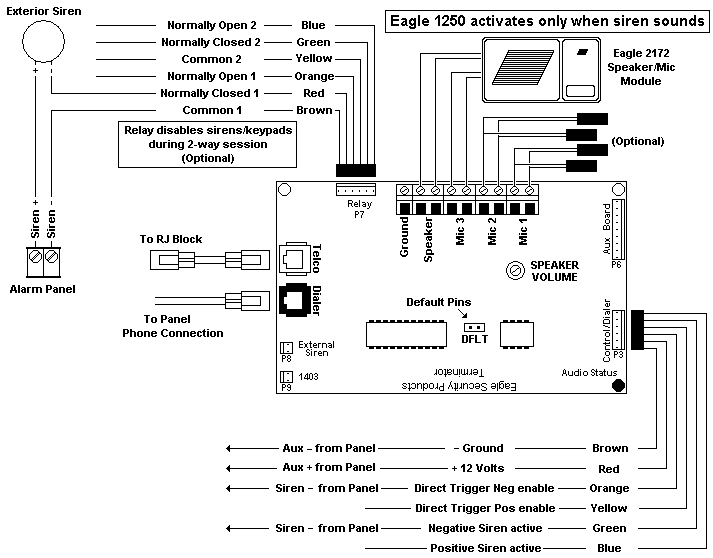 Exterior Siren
Eagle 1250 activates only when siren sounds
Normally Open 2 Blue
Normally Closed 2 Green
Common 2 Yellow
Normally Open 1 Orange
Normally Closed 1 Red
Common 1 Brown
+ -
Relay disables sirens/keypads
during 2-way session
(Optional)
Eagle 2172
Speaker/Mic
Module
(Optional)
Siren +
Siren -
Alarm Panel
To RJ Block
To Panel
Phone Connection
Relay
P7
Ground
Speaker
Mic 3
Mic 2
Mic 1
Aux Board
P6
Telco
Dialer
SPEAKER
VOLUME
Default Pins
DFLT
Control/Dialer
P3
External
Siren
P8
1403
P9
Audio Status
Eagle Security Products
Terminator
Aux - from Panel - Ground Brown
Aux + from Panel + 12 Volts Red
Siren - from Panel Direct Trigger Neg enable Orange
Direct Trigger Pos enable Yellow
Siren - from Panel Negative Siren active Green
Positive Siren active Blue